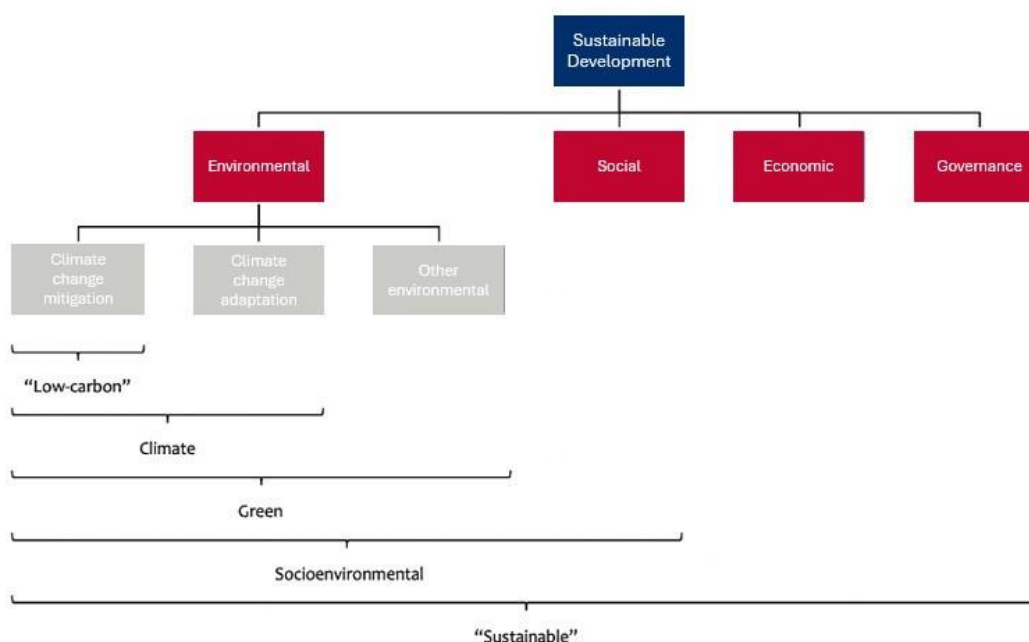 Sustainable
Development
Environmental
Social
Economic
Governance
Climate
change
mitigation
Climate
change
adaptation
Other
environmental
“Low-carbon”
Climate
Green
Socioenvironmental
“Sustainable”